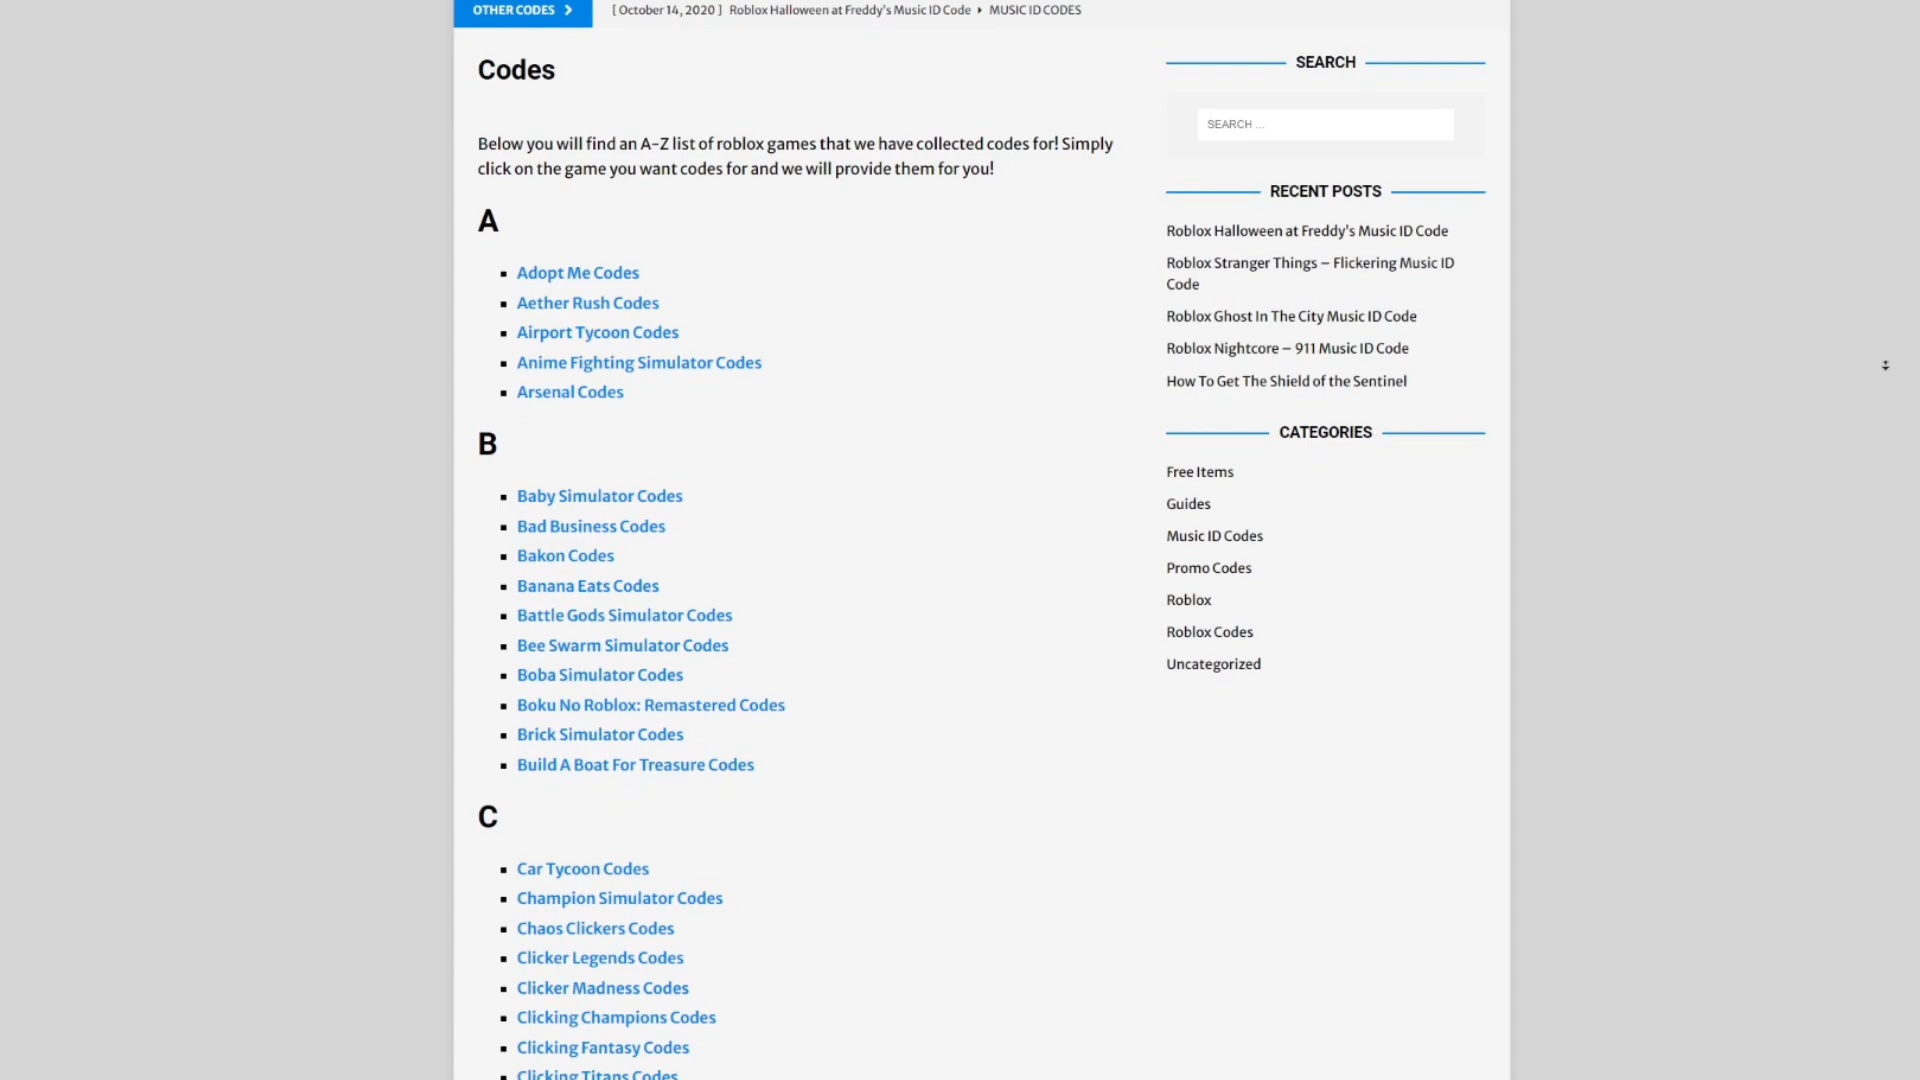 OTHER CODES
[ October 14, 2020 ] Roblox Halloween at Freddy's Music ID Code MUSIC ID CODES
Codes
Below you will find an A-Z list of roblox games that we have collected codes for! Simply
click on the game you want codes for and we will provide them for you!
A
Adopt Me Codes
Aether Rush Codes
Airport Tycoon Codes
Anime Fighting Simulator Codes
Arsenal Codes
B
Baby Simulator Codes
Bad Business Codes
Bakon Codes
Banana Eats Codes
Battle Gods Simulator Codes
Bee Swarm Simulator Codes
Boba Simulator Codes
Boku No Roblox: Remastered Codes
Brick Simulator Codes
Build A Boat For Treasure Codes
C
Car Tycoon Codes
Champion Simulator Codes
Chaos Clickers Codes
Clicker Legends Codes
Clicker Madness Codes
Clicking Champions Codes
Clicking Fantasy Codes
Clicking Titans Codes
SEARCH
SEARCH ...
RECENT POSTS
Roblox Halloween at Freddy's Music ID Code
Roblox Stranger Things – Flickering Music ID
Code
Roblox Ghost In The City Music ID Code
Roblox Nightcore – 911 Music ID Code
How To Get The Shield of the Sentinel
CATEGORIES
Free Items
Guides
Music ID Codes
Promo Codes
Roblox
Roblox Codes
Uncategorized